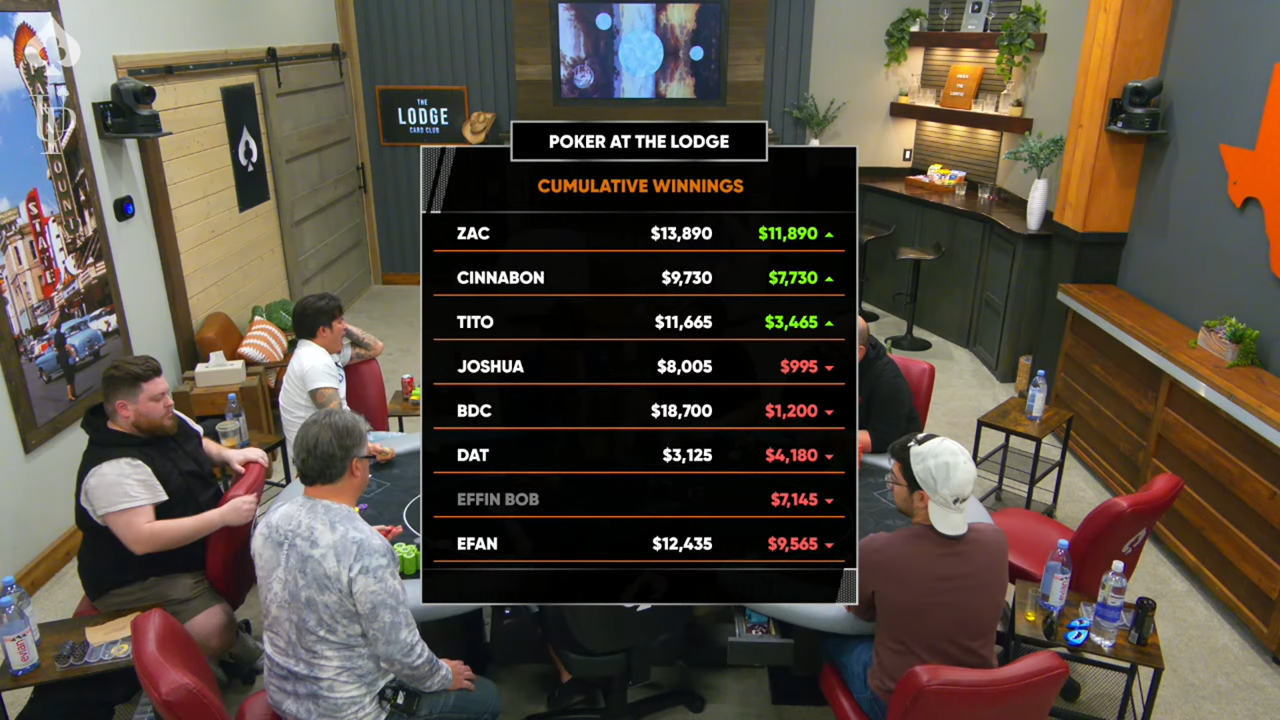 THE
LODGE
CARD CLUB
POKER AT THE LODGE
CUMULATIVE WINNINGS
ZAC $13,890 $11,890
CINNABON $9,730 $7,730
TITO $11,665 $3,465
JOSHUA $8,005 $995
BDC $18,700 $1,200
DAT $3,125 $4,180
EFFIN BOB $7,145
EFAN $12,435 $9,565
STATE
evian